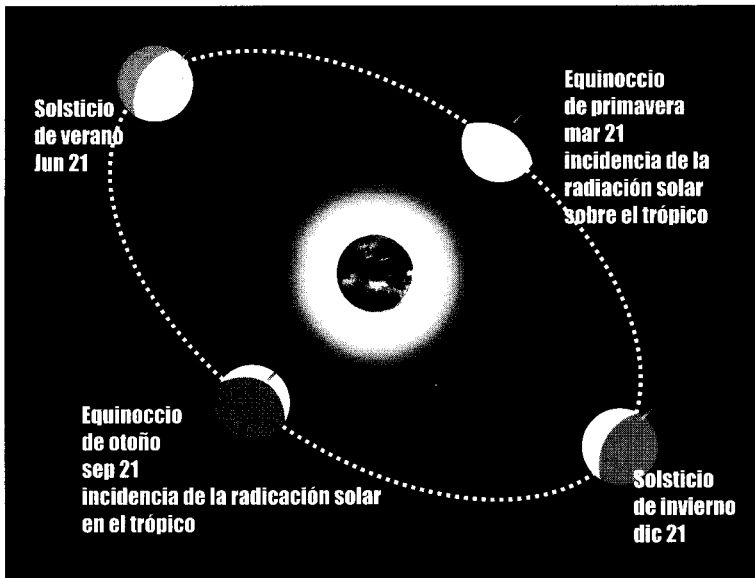 Solsticio
de verano
Jun 21
Equinoccio
de primavera
mar 21
incidencia de la
radiación solar
sobre el trópico
Equinoccio
de otoño
sep 21
incidencia de la radicación solar
en el trópico
Solsticio
de invierno
dic 21